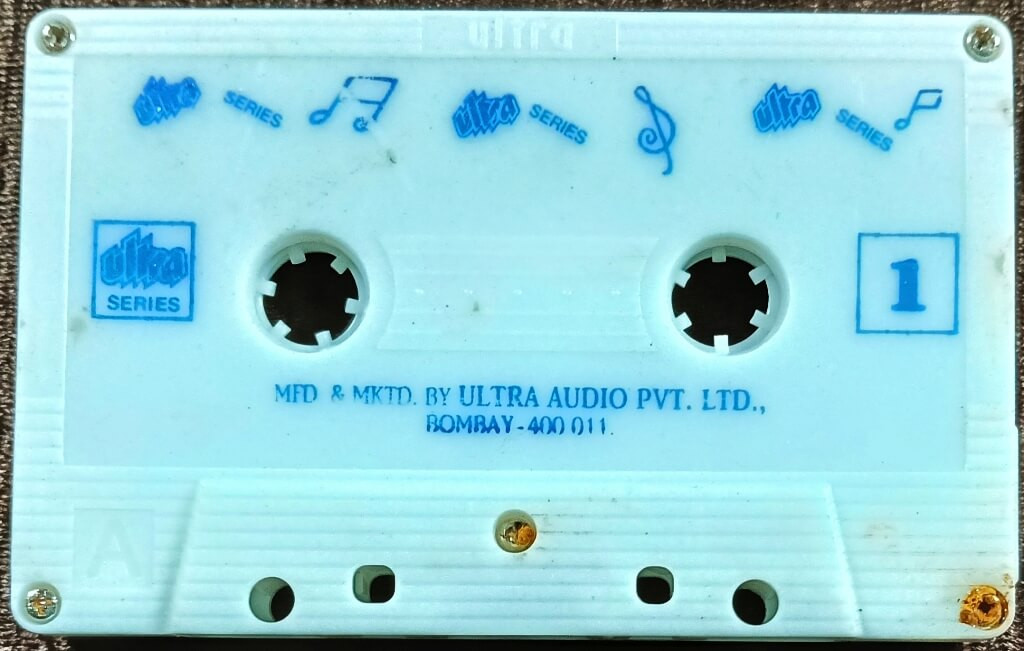 ultra
ultra SERIES ultra SERIES ultra SERIES
ultra
SERIES
1
MFD & MKTD. BY ULTRA AUDIO PVT. LTD.,
BOMBAY-400 011.
A